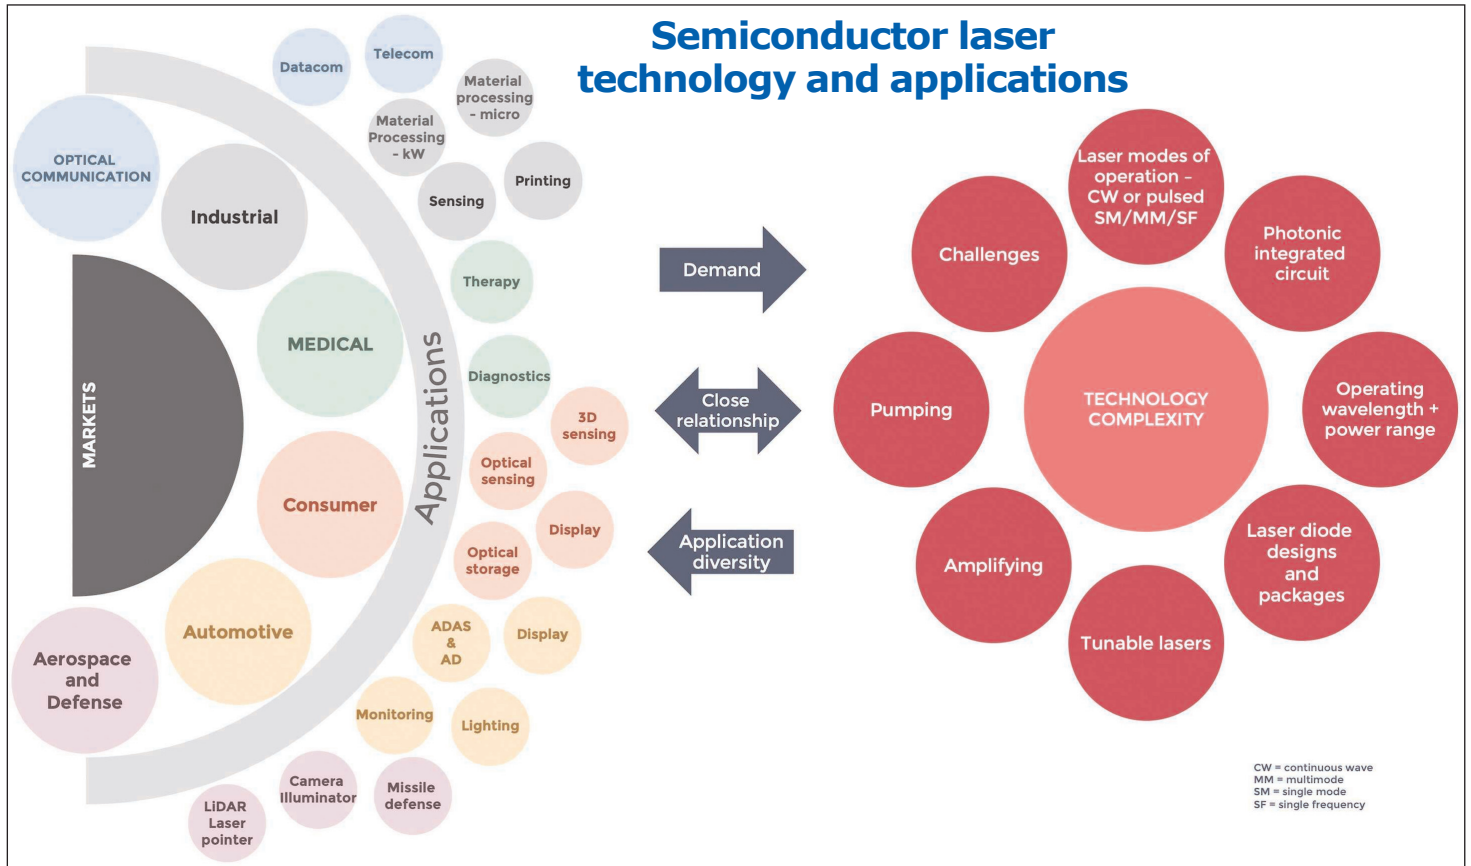 Semiconductor laser
technology and applications
Datacom
Telecom
Material
processing
- micro
Material
Processing
- kW
Sensing
Printing
Therapy
Diagnostics
3D
sensing
Optical
sensing
Display
Optical
storage
ADAS
&
AD
Display
Monitoring
Lighting
Camera
Illuminator
Missile
defense
LiDAR
Laser
pointer
OPTICAL
COMMUNICATION
Industrial
MEDICAL
Consumer
Automotive
Aerospace
and
Defense
MARKETS
Applications
Demand
Close
relationship
Application
diversity
Laser modes of
operation –
CW or pulsed
SM/MM/SF
Challenges
Photonic
integrated
circuit
Pumping
TECHNOLOGY
COMPLEXITY
Operating
wavelength +
power range
Amplifying
Laser diode
designs
and
packages
Tunable lasers
CW = continuous wave
MM = multimode
SM = single mode
SF = single frequency